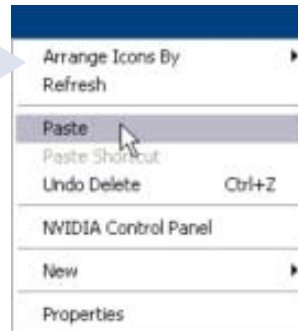 Arrange Icons By
Refresh
Paste
Paste Shortcut
Undo Delete Ctrl+Z
NVIDIA Control Panel
New
Properties